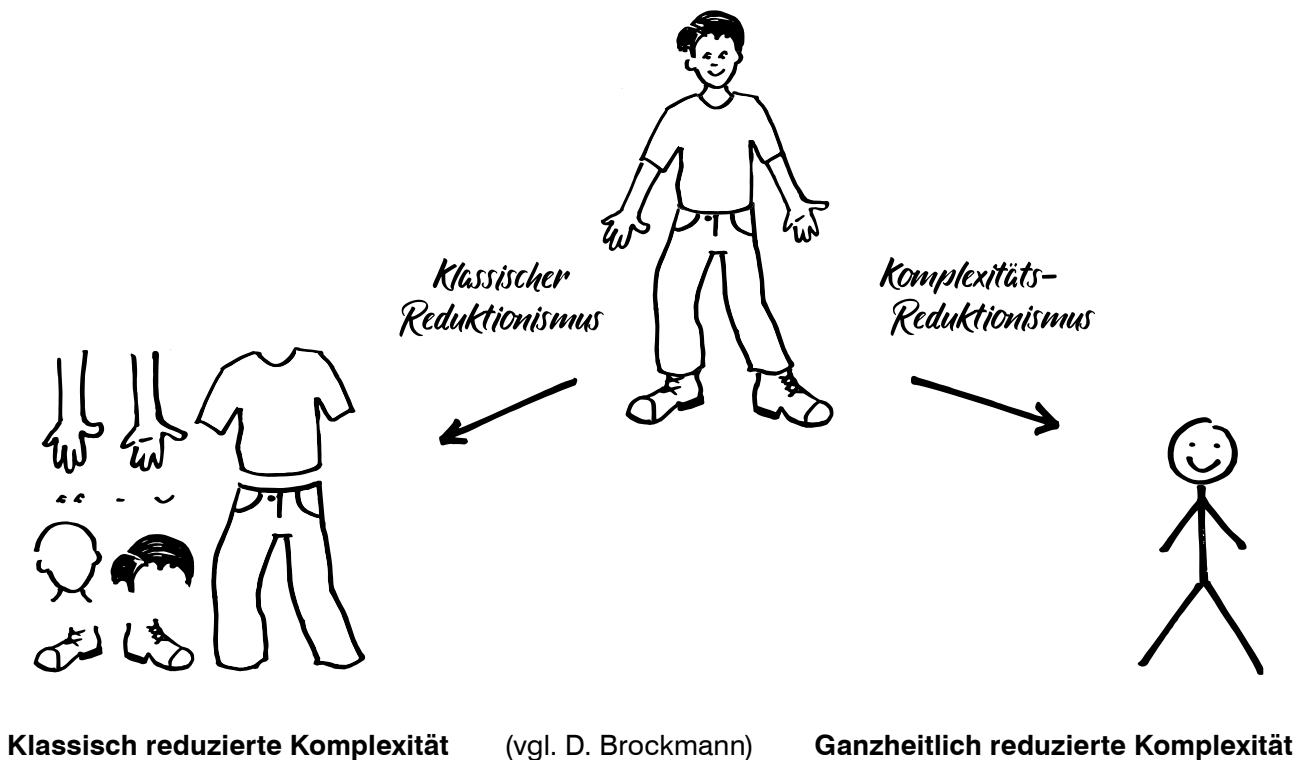 Klassischer
Reduktionismus
Komplexitäts-
Reduktionismus
Klassisch reduzierte Komplexität
(vgl. D. Brockmann)
Ganzheitlich reduzierte Komplexität